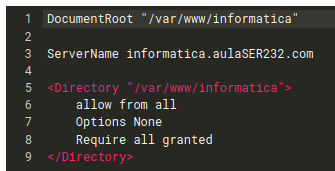 1 DocumentRoot "/var/www/informatica"
2
3 ServerName informatica.aulaSER232.com
4
5 <Directory "/var/www/informatica">
6     allow from all
7     Options None
8     Require all granted
9 </Directory>